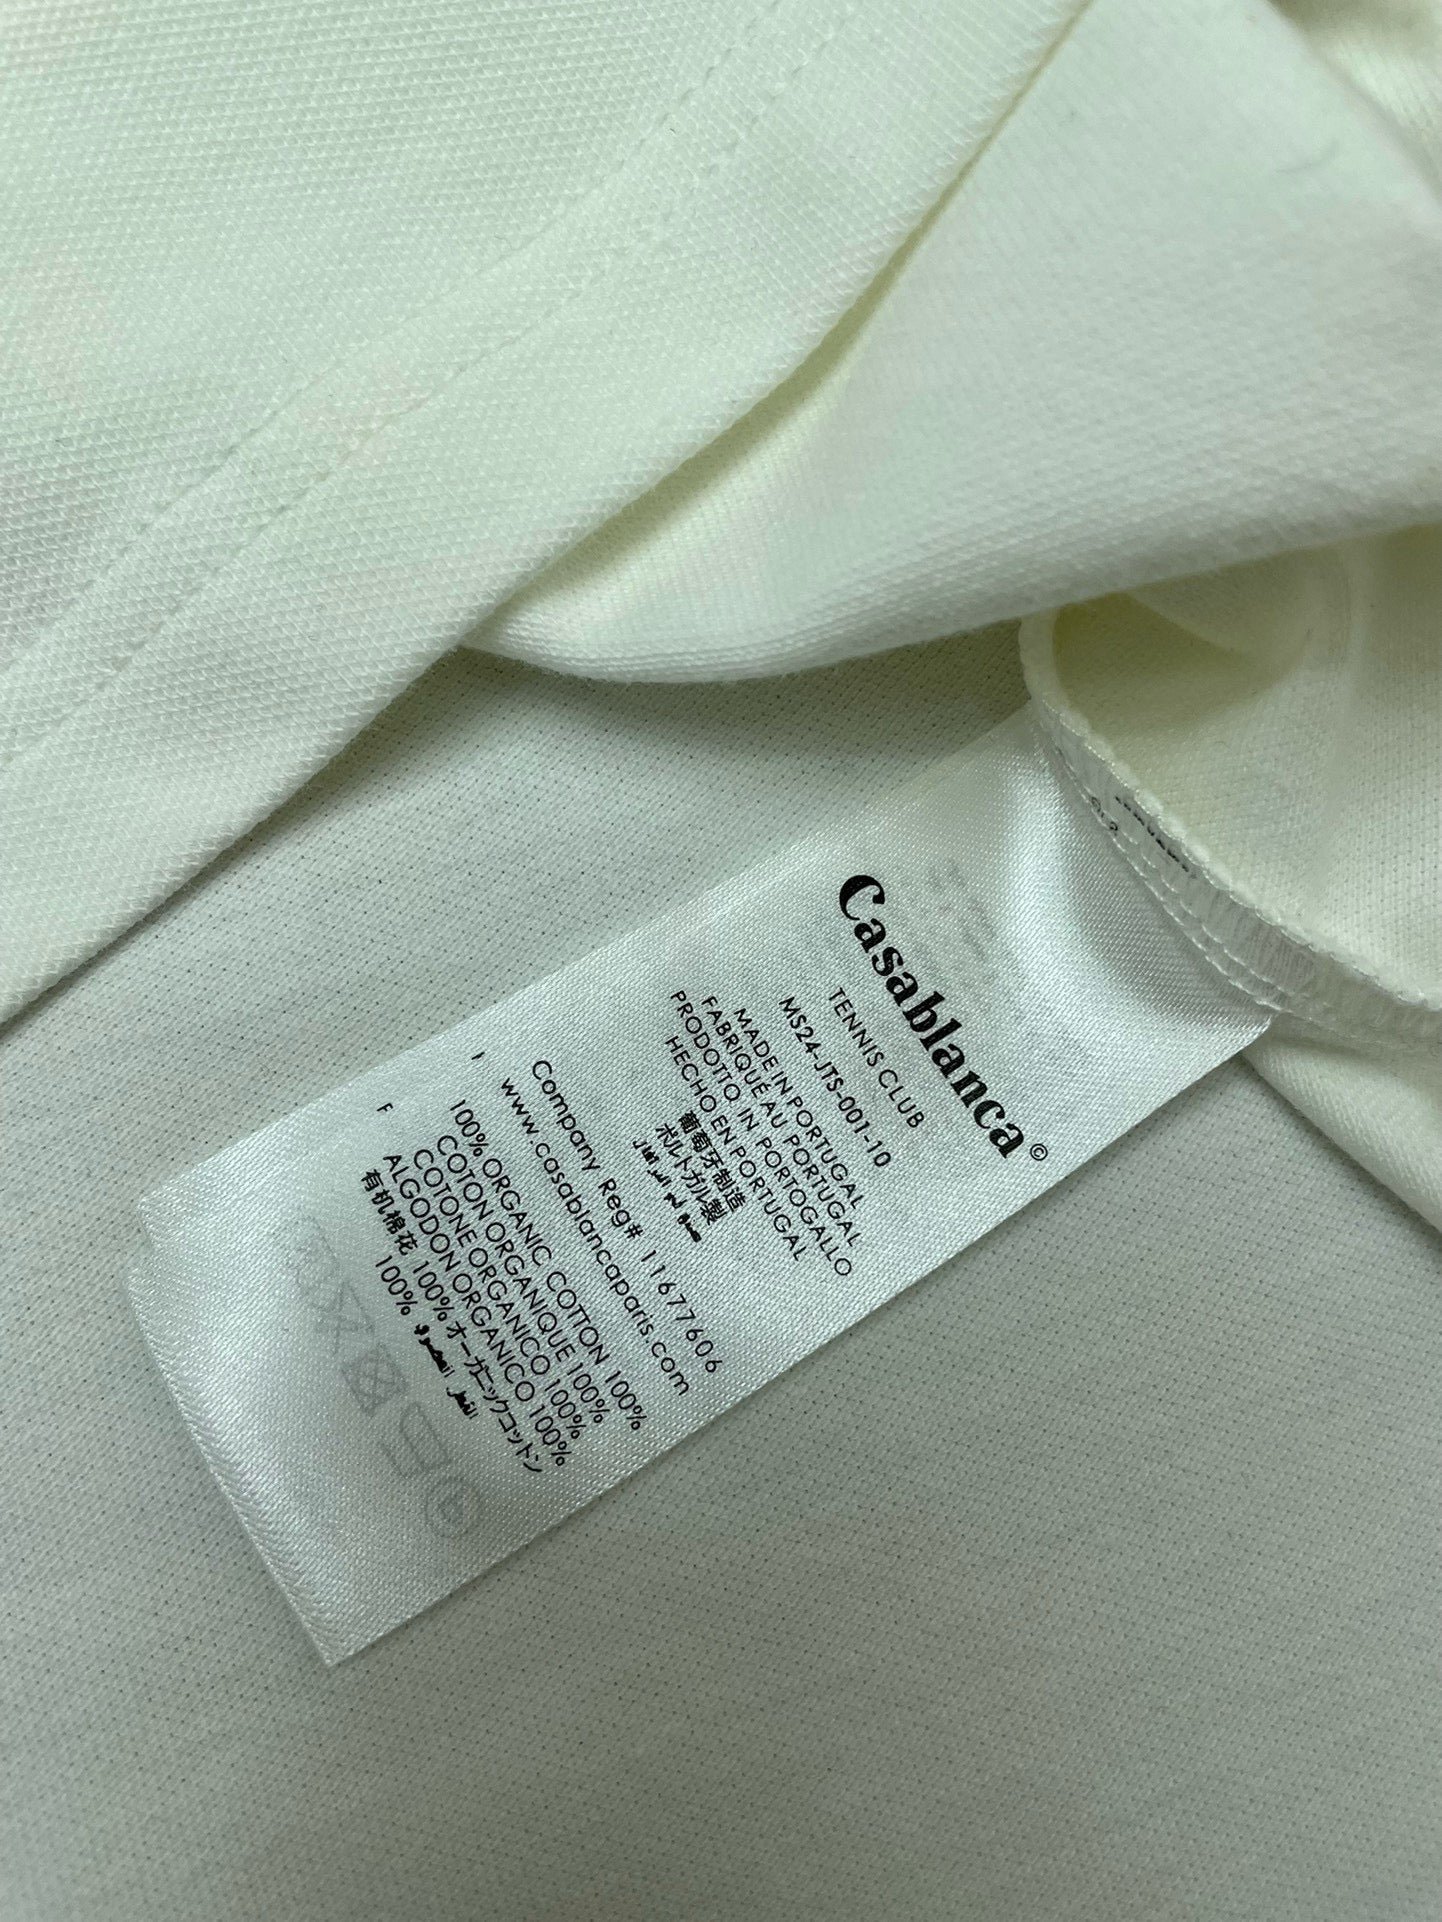 Casablanca©
TENNIS CLUB
MS24-JTS-001-10
MADE IN PORTUGAL
FABRIQUÉ AU PORTUGAL
PRODOTTO IN PORTOGALLO
HECHO EN PORTUGAL
葡萄牙制造
ポルトガル製
Company Reg# 11677606
www.casablancaparis.com
100% ORGANIC COTTON 100%
COTON ORGANIQUE 100%
COTONE ORGANICO 100%
ALGODON ORGANICO 100%
有机棉花 100% オーガニックコットン
100%
F